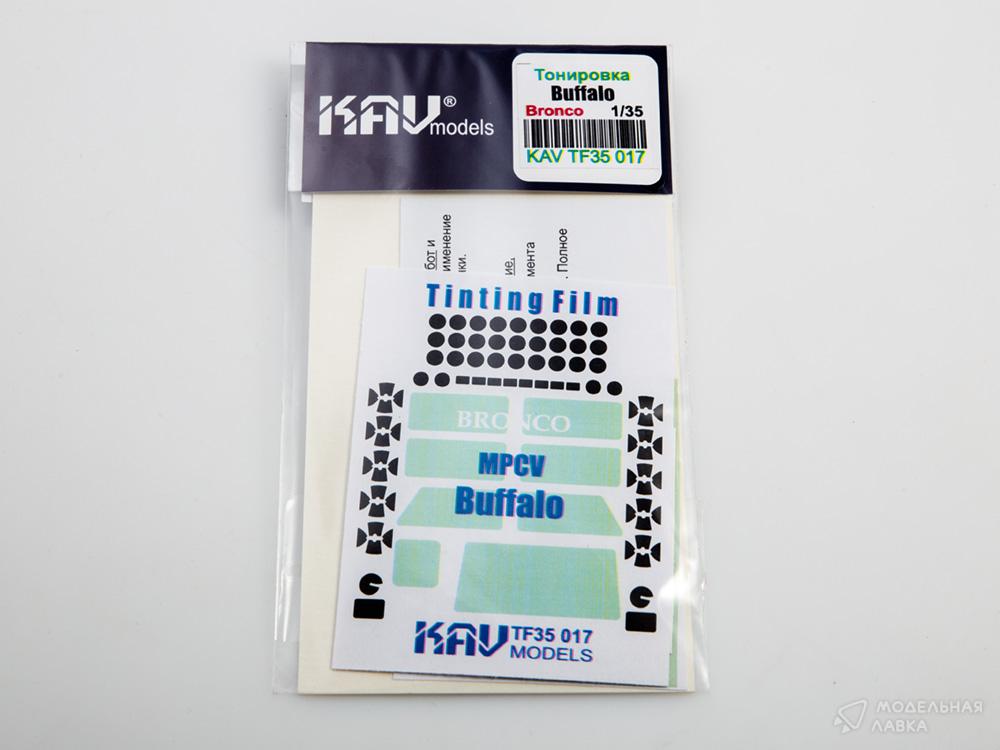 KAV® models
Тонировка
Buffalo
Bronco 1/35
KAV TF35 017
бот и
именение
ки.
ие.
мента
. Полное
Tinting Film
BRONCO
MPCV
Buffalo
KAV TF35 017
MODELS
МОДЕЛЬНАЯ
ЛАВКА